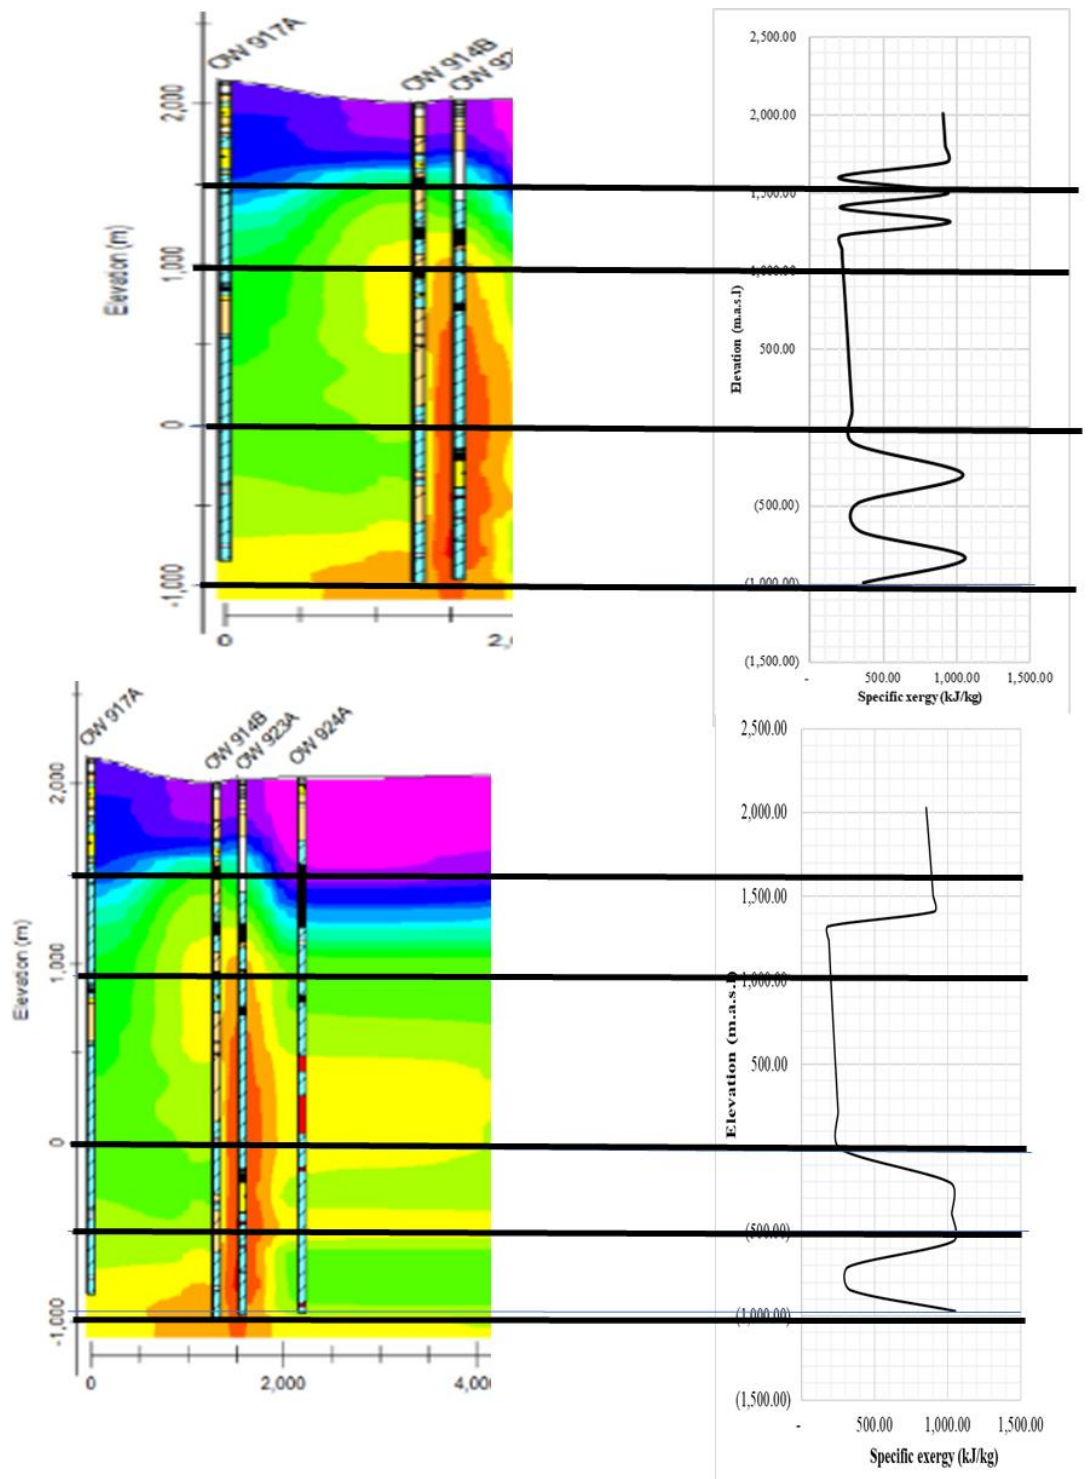 OW 917A
OW 914B
OW 92
2,000
1,000
0
-1,000
Elevation (m)
0
2,
2,500.00
2,000.00
1,500.00
1,000.00
500.00
(500.00)
(1,000.00)
(1,500.00)
Elevation (m.a.s.l)
-
500.00
1,000.00
1,500.00
Specific xergy (kJ/kg)
OW 917A
OW 914B
OW 923A
OW 924A
2,000
1,000
0
-1,000
Elevation (m)
0
2,000
4,000
2,500.00
2,000.00
1,500.00
1,000.00
500.00
(500.00)
(1,000.00)
(1,500.00)
Elevation (m.a.s.l)
-
500.00
1,000.00
1,500.00
Specific exergy (kJ/kg)